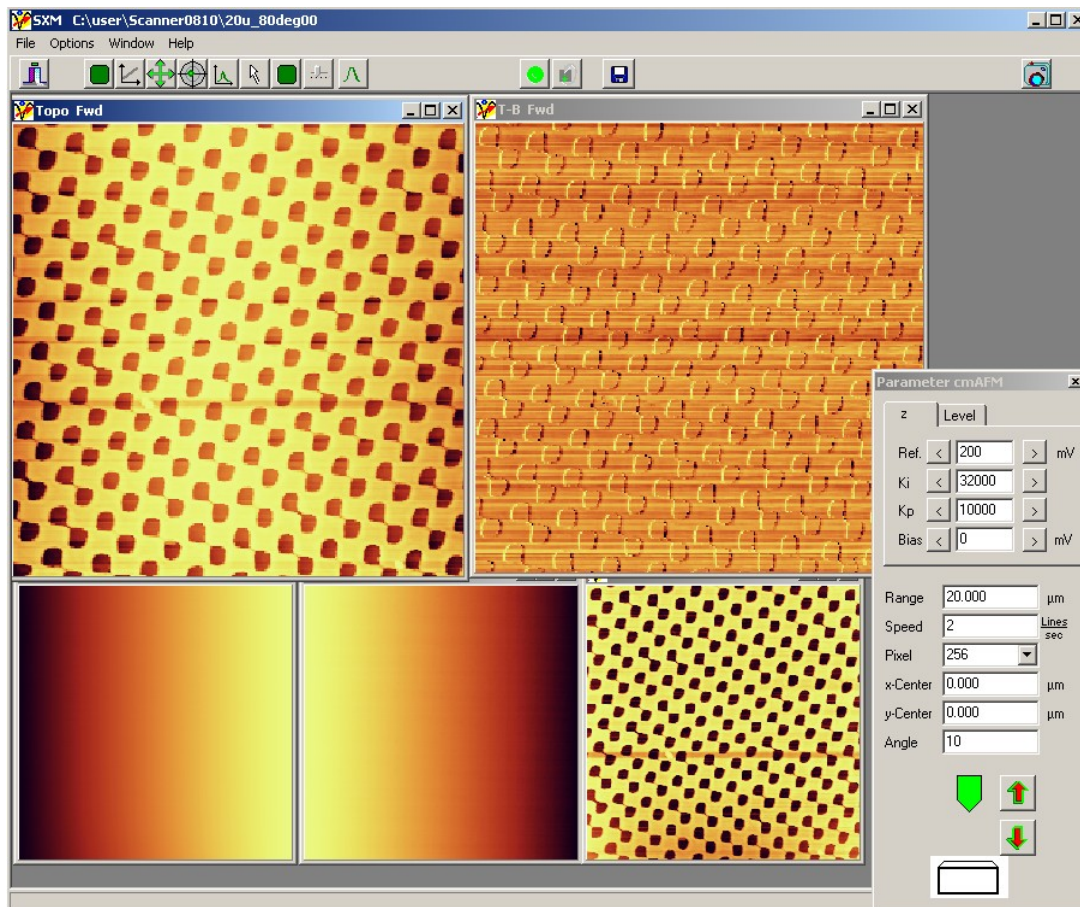 SXM C:\user\Scanner0810\20u_80deg00
File Options Window Help
Topo Fwd
T-B Fwd
Parameter cmAFM
z Level
Ref. < 200 > mV
Ki < 32000 >
Kp < 10000 >
Bias < 0 > mV
Range 20.000 µm
Speed 2 Lines
sec
Pixel 256
x-Center 0.000 µm
y-Center 0.000 µm
Angle 10